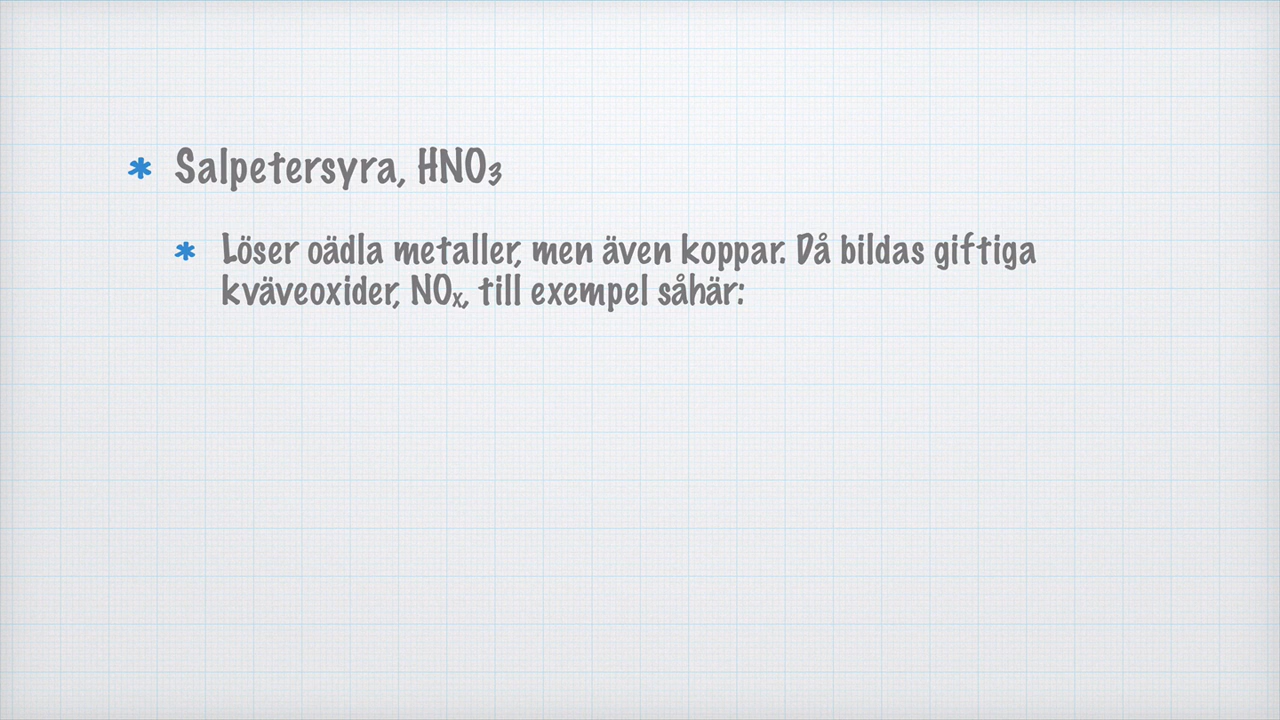 * Salpetersyra, HNO₃
* Löser oädla metaller, men även koppar. Då bildas giftiga
kväveoxider, NOₓ, till exempel såhär: